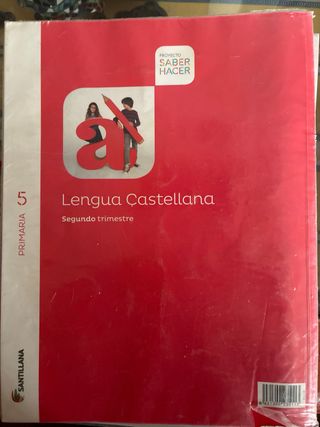 PROYECTO
SABER
HACER
a
Lengua Castellana
Segundo trimestre
PRIMARIA 5
SANTILLANA